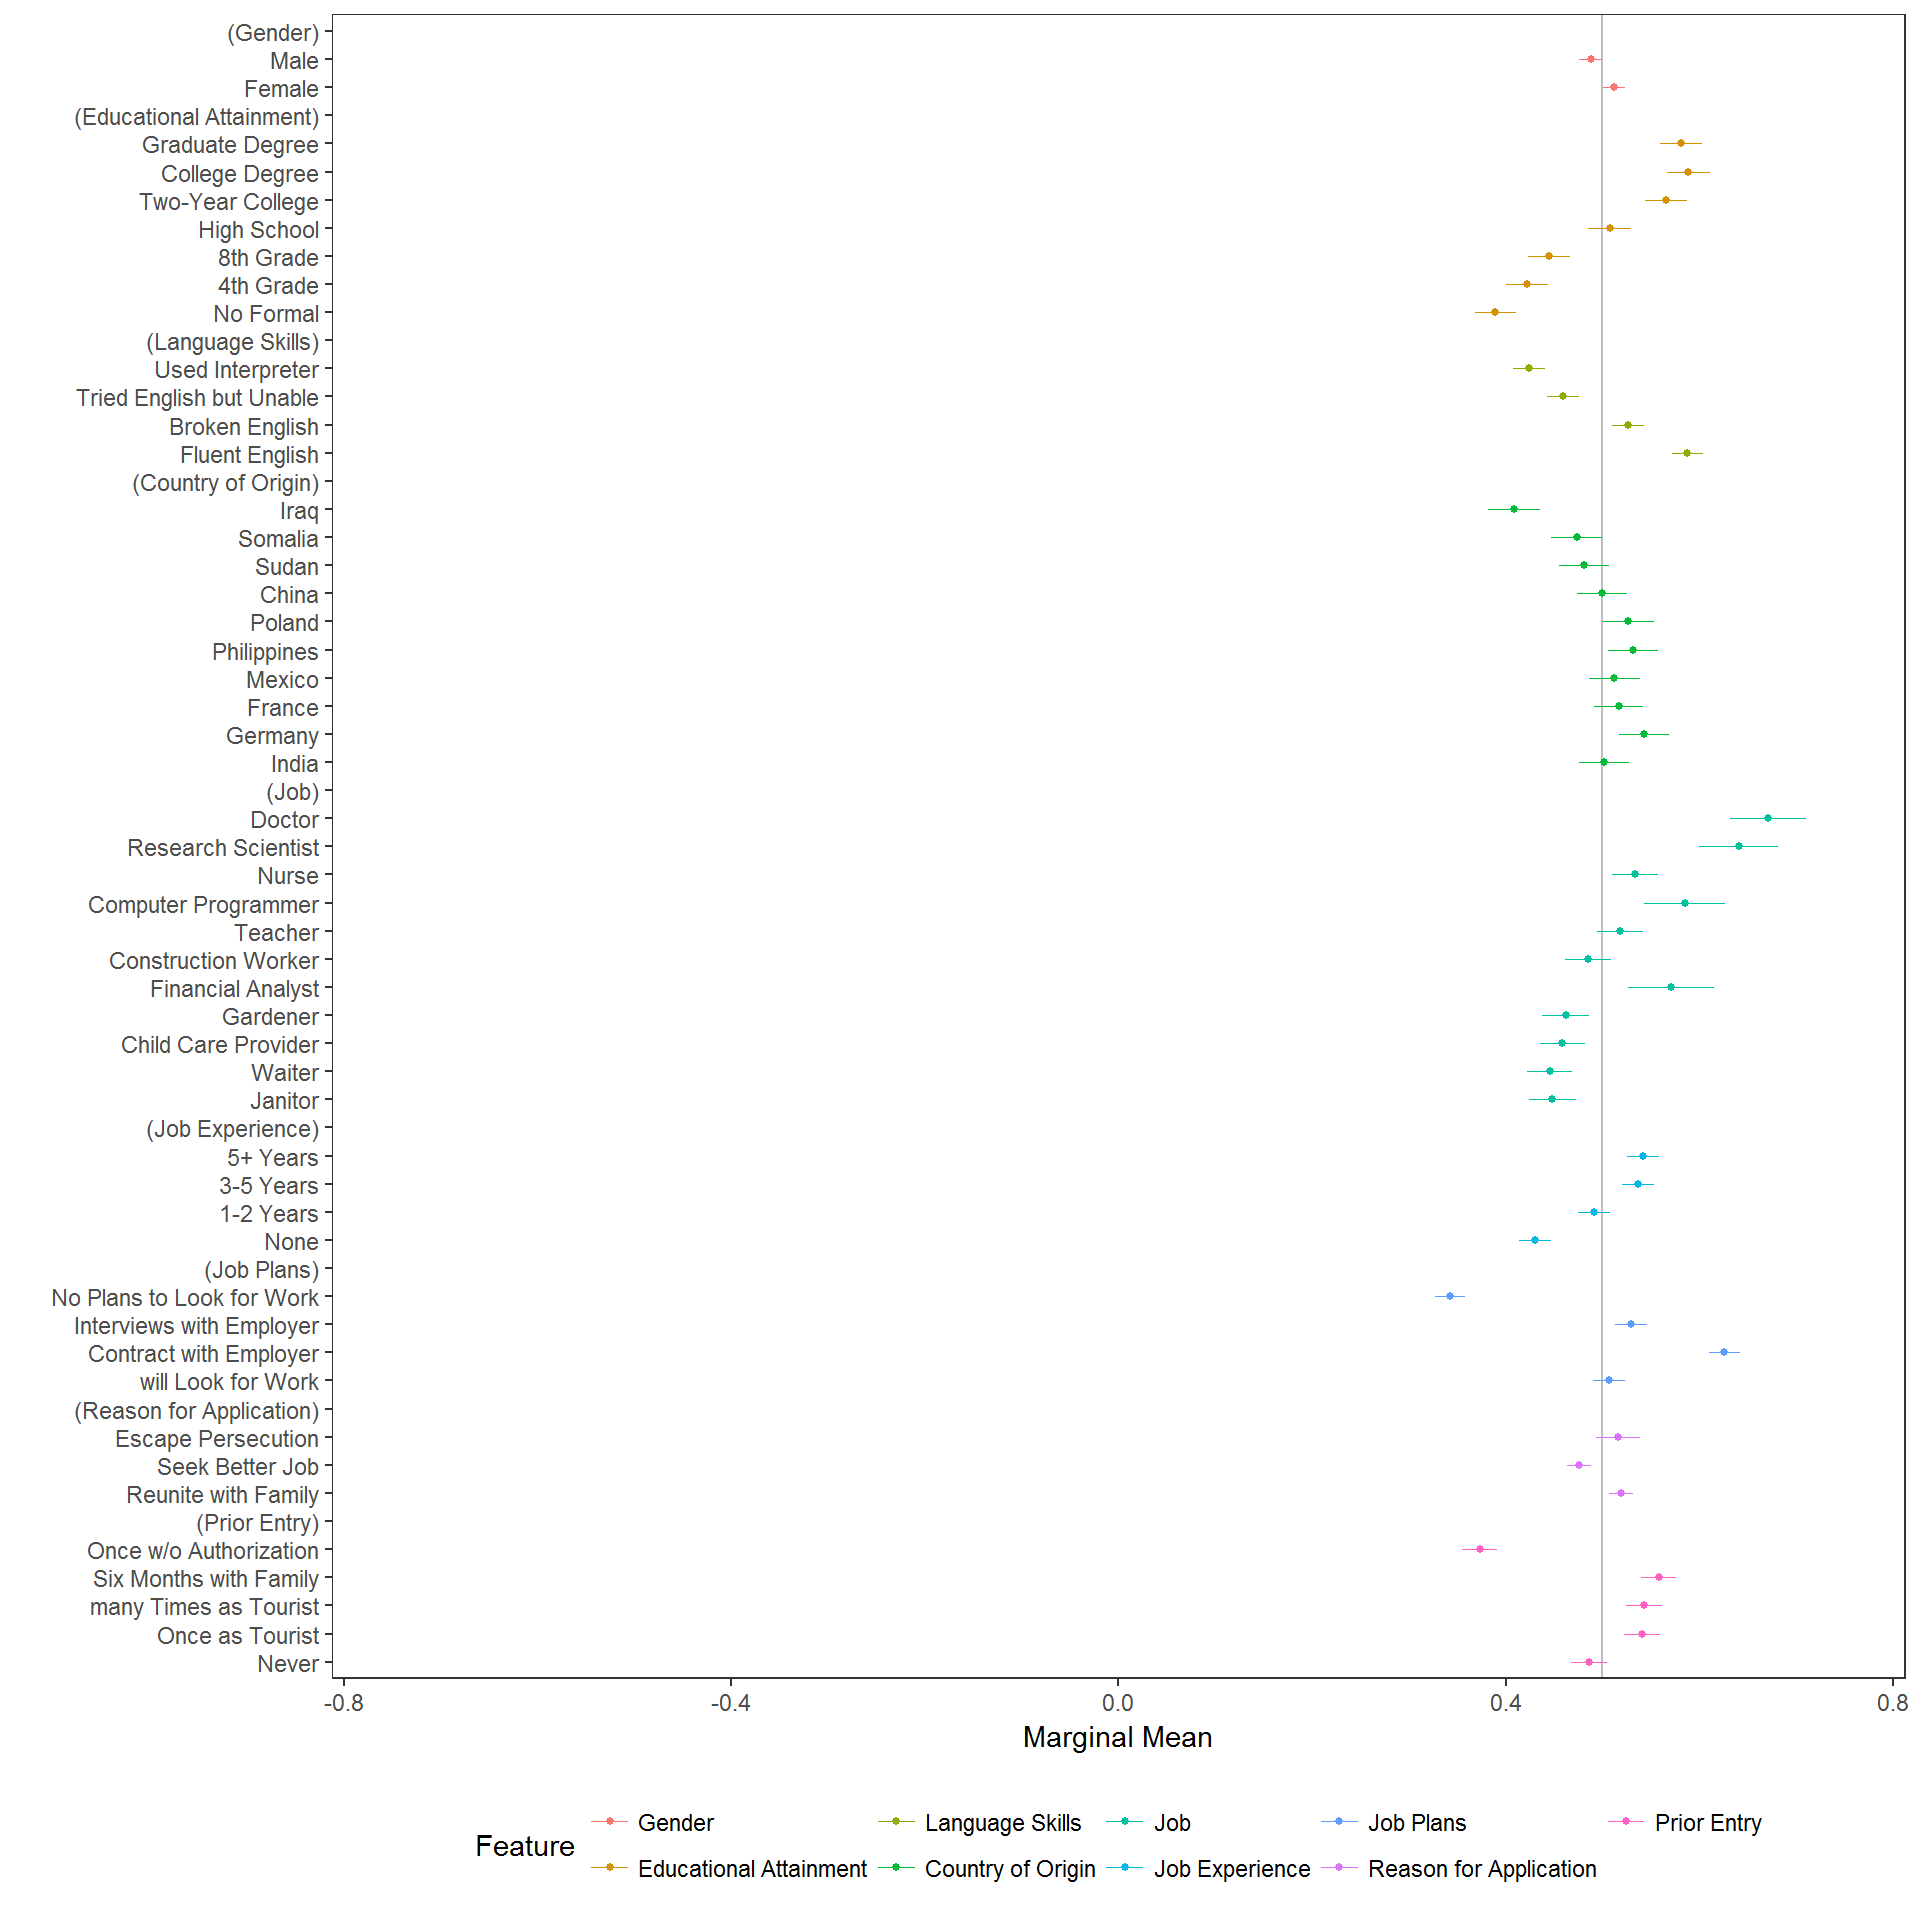 (Gender)
Male
Female
(Educational Attainment)
Graduate Degree
College Degree
Two-Year College
High School
8th Grade
4th Grade
No Formal
(Language Skills)
Used Interpreter
Tried English but Unable
Broken English
Fluent English
(Country of Origin)
Iraq
Somalia
Sudan
China
Poland
Philippines
Mexico
France
Germany
India
(Job)
Doctor
Research Scientist
Nurse
Computer Programmer
Teacher
Construction Worker
Financial Analyst
Gardener
Child Care Provider
Waiter
Janitor
(Job Experience)
5+ Years
3-5 Years
1-2 Years
None
(Job Plans)
No Plans to Look for Work
Interviews with Employer
Contract with Employer
will Look for Work
(Reason for Application)
Escape Persecution
Seek Better Job
Reunite with Family
(Prior Entry)
Once w/o Authorization
Six Months with Family
many Times as Tourist
Once as Tourist
Never
-0.8 -0.4 0.0 0.4 0.8
Marginal Mean
Feature
Gender Language Skills Job Job Plans Prior Entry
Educational Attainment Country of Origin Job Experience Reason for Application